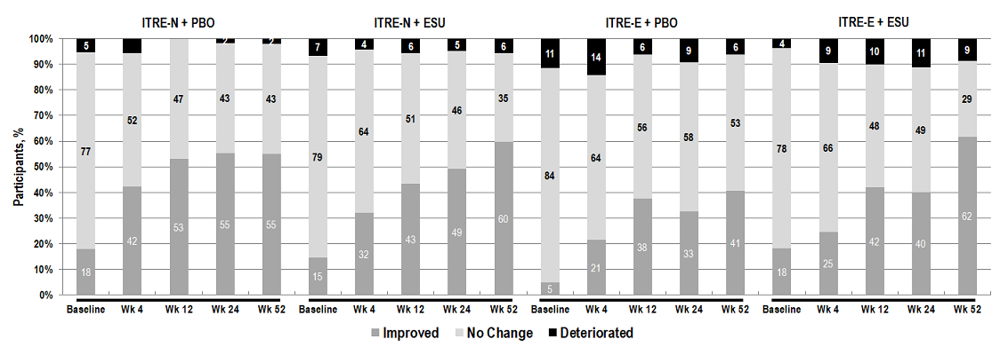 ITRE-N + PBO ITRE-N + ESU ITRE-E + PBO ITRE-E + ESU
Participants, %
100%
90%
80%
70%
60%
50%
40%
30%
20%
10%
0%
5 2 2 7 4 6 5 6 11 14 6 9 6 4 9 10 11 9
77 52 47 43 43 79 64 51 46 35 84 64 56 58 53 78 66 48 49 29
18 42 53 55 55 15 32 43 49 60 5 21 38 33 41 18 25 42 40 62
Baseline Wk 4 Wk 12 Wk 24 Wk 52 Baseline Wk 4 Wk 12 Wk 24 Wk 52 Baseline Wk 4 Wk 12 Wk 24 Wk 52 Baseline Wk 4 Wk 12 Wk 24 Wk 52
Improved No Change Deteriorated